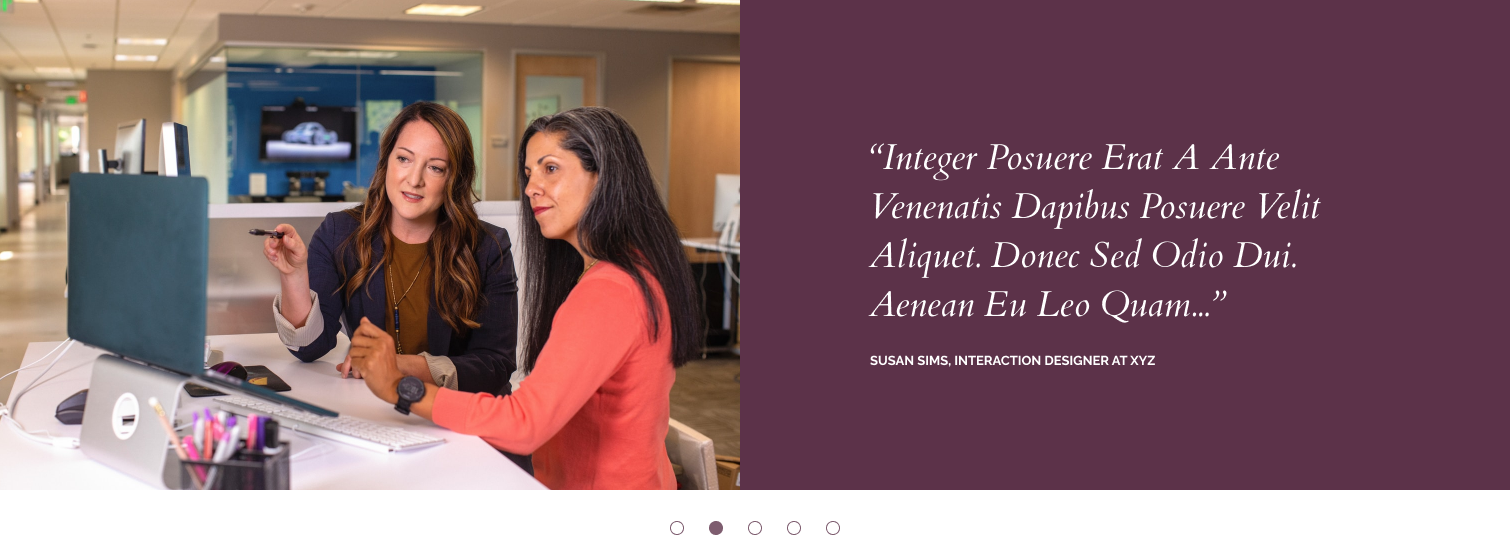 “Integer Posuere Erat A Ante
Venenatis Dapibus Posuere Velit
Aliquet. Donec Sed Odio Dui.
Aenean Eu Leo Quam...”
SUSAN SIMS, INTERACTION DESIGNER AT XYZ